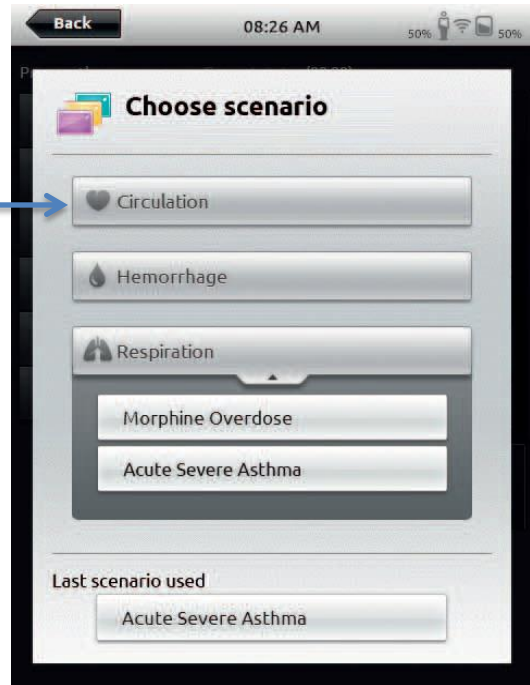 Back
08:26 AM
50%
50%
Choose scenario
Circulation
Hemorrhage
Respiration
Morphine Overdose
Acute Severe Asthma
Last scenario used
Acute Severe Asthma